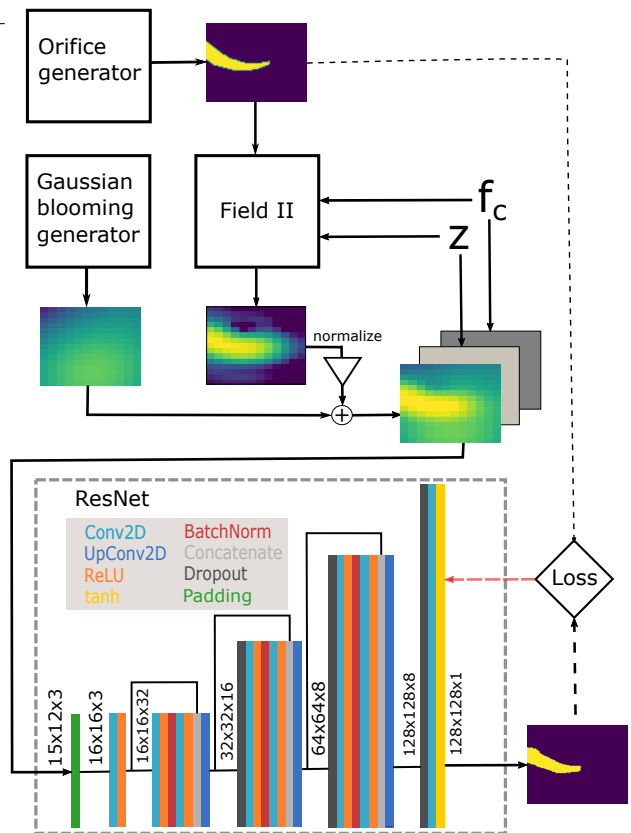 Orifice
generator
Gaussian
blooming
generator
Field II
f_c
z
normalize
+
ResNet
Conv2D BatchNorm
UpConv2D Concatenate
ReLU Dropout
tanh Padding
Loss
15x12x3
16x16x3
16x16x32
32x32x16
64x64x8
128x128x8
128x128x1